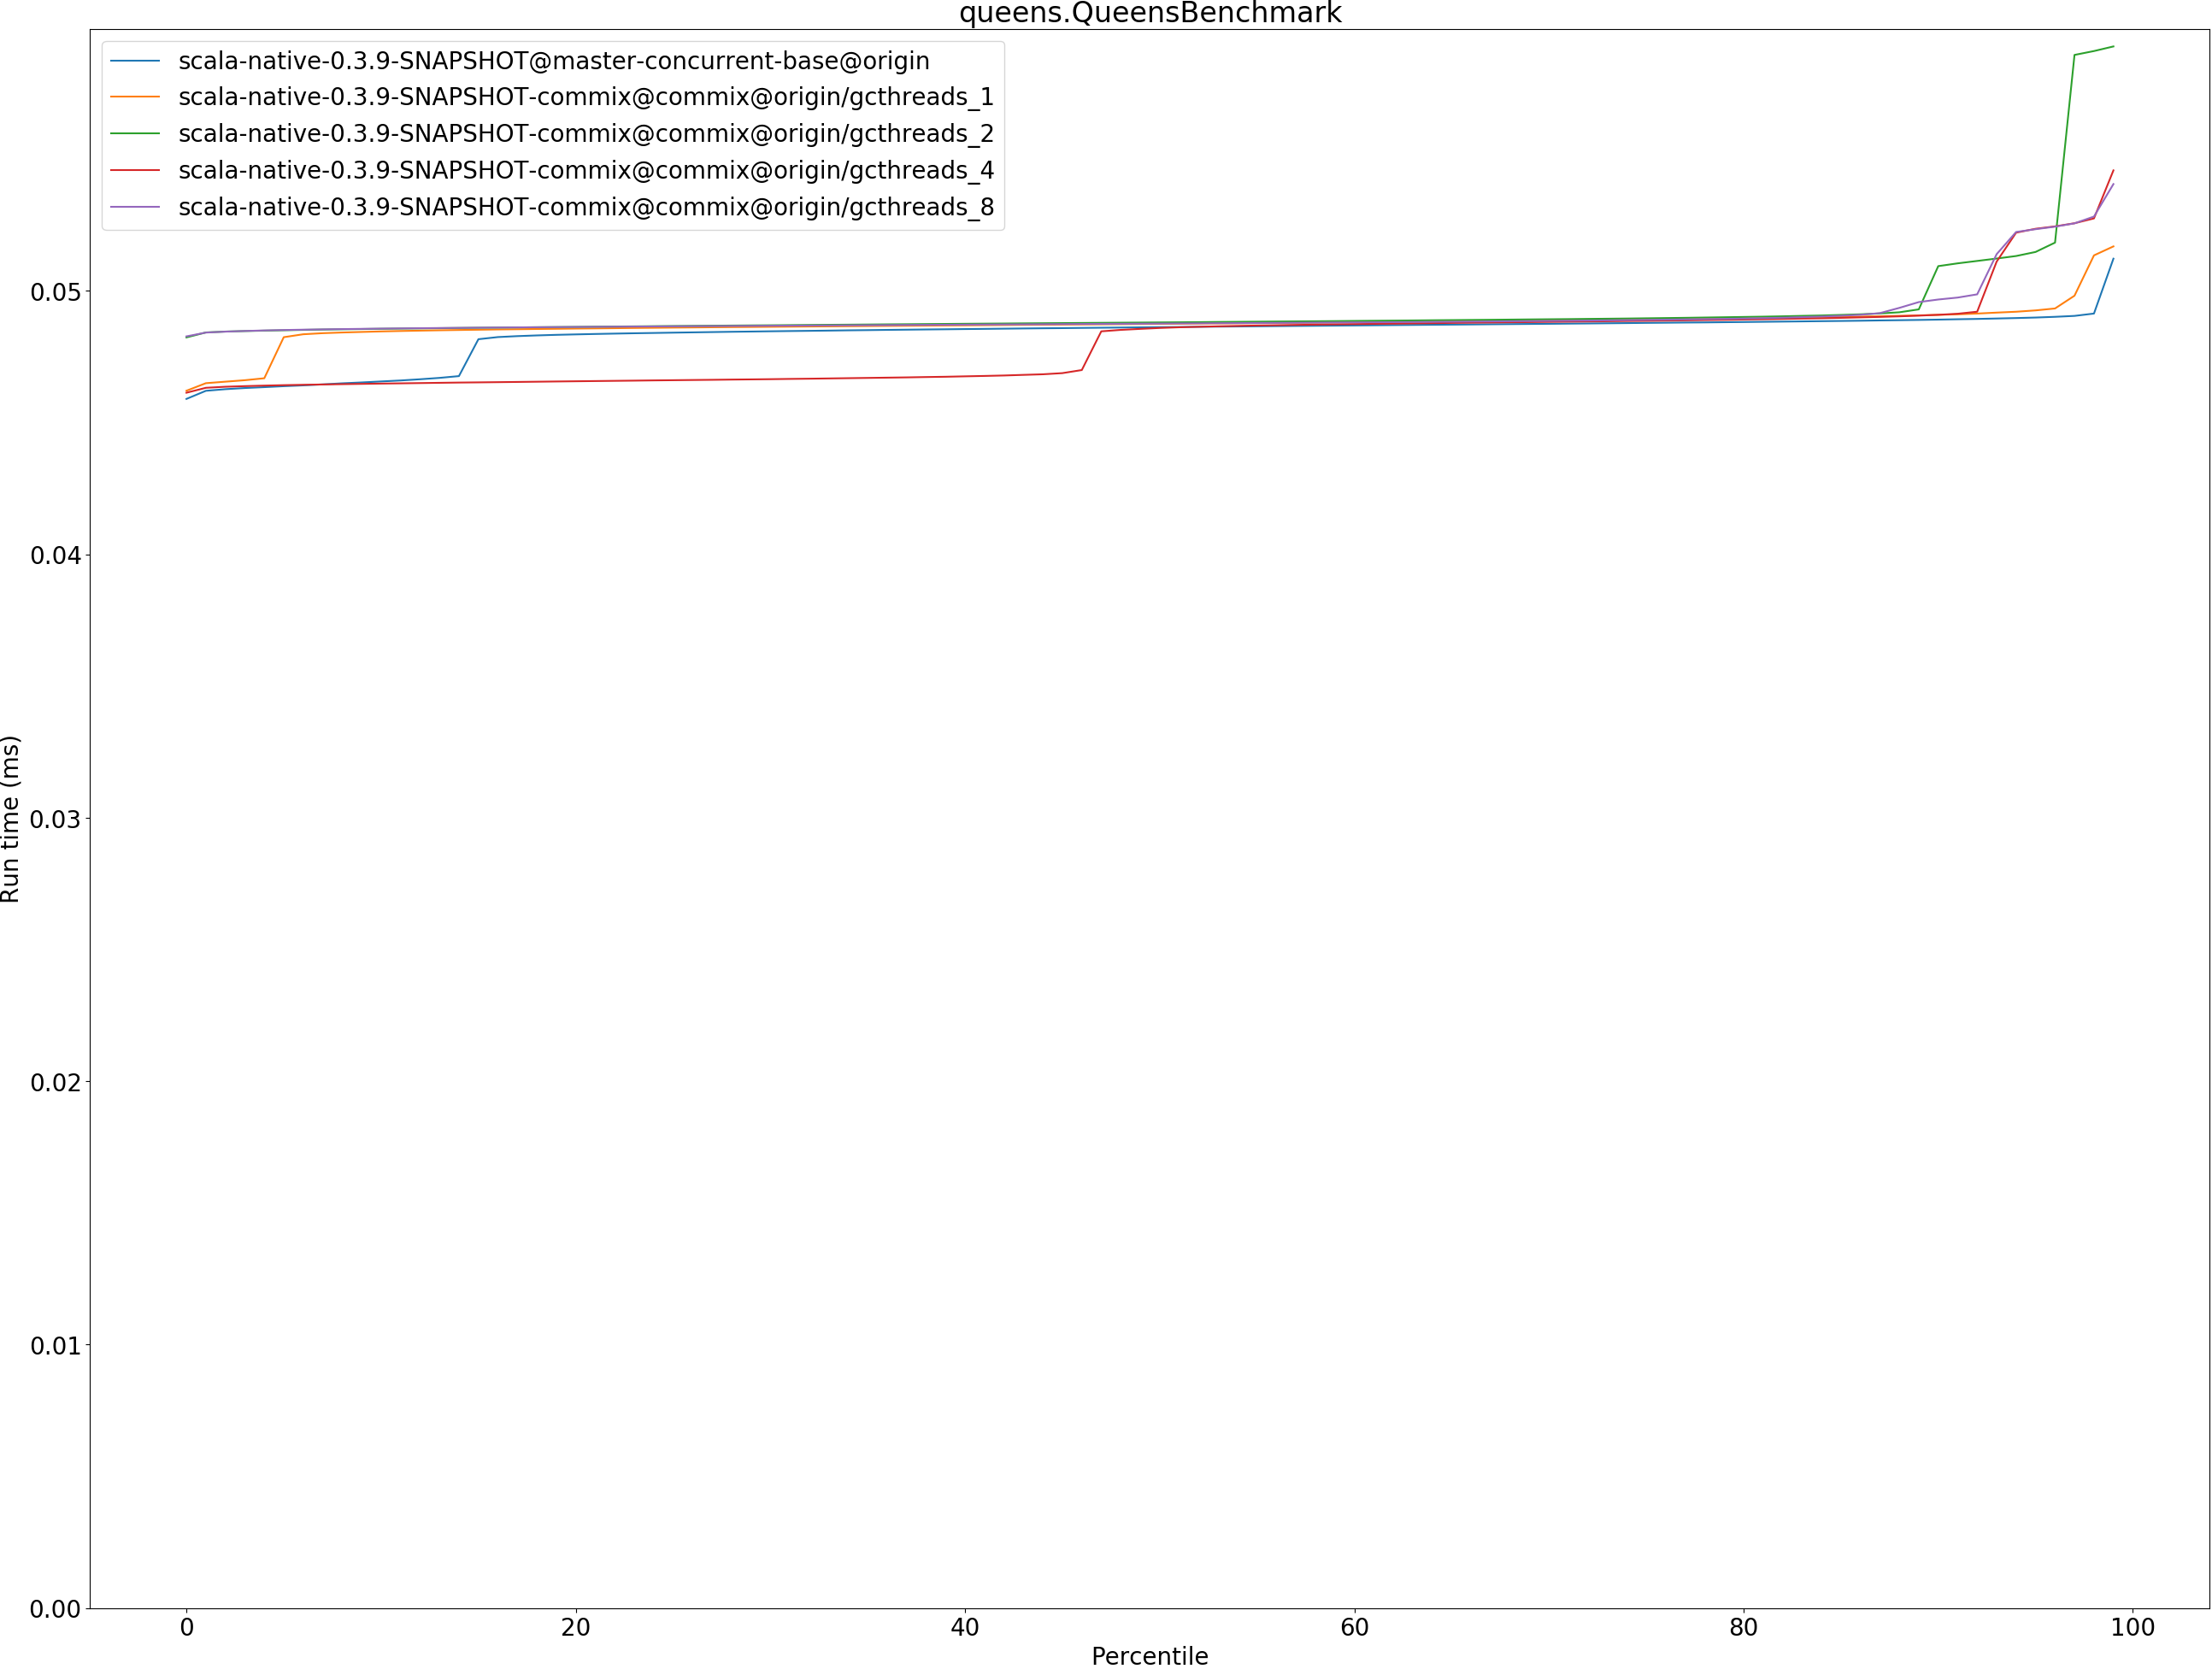 queens.QueensBenchmark
scala-native-0.3.9-SNAPSHOT@master-concurrent-base@origin
scala-native-0.3.9-SNAPSHOT-commix@commix@origin/gcthreads_1
scala-native-0.3.9-SNAPSHOT-commix@commix@origin/gcthreads_2
scala-native-0.3.9-SNAPSHOT-commix@commix@origin/gcthreads_4
scala-native-0.3.9-SNAPSHOT-commix@commix@origin/gcthreads_8
0.05
0.04
0.03
0.02
0.01
0.00
Run time (ms)
0 20 40 60 80 100
Percentile